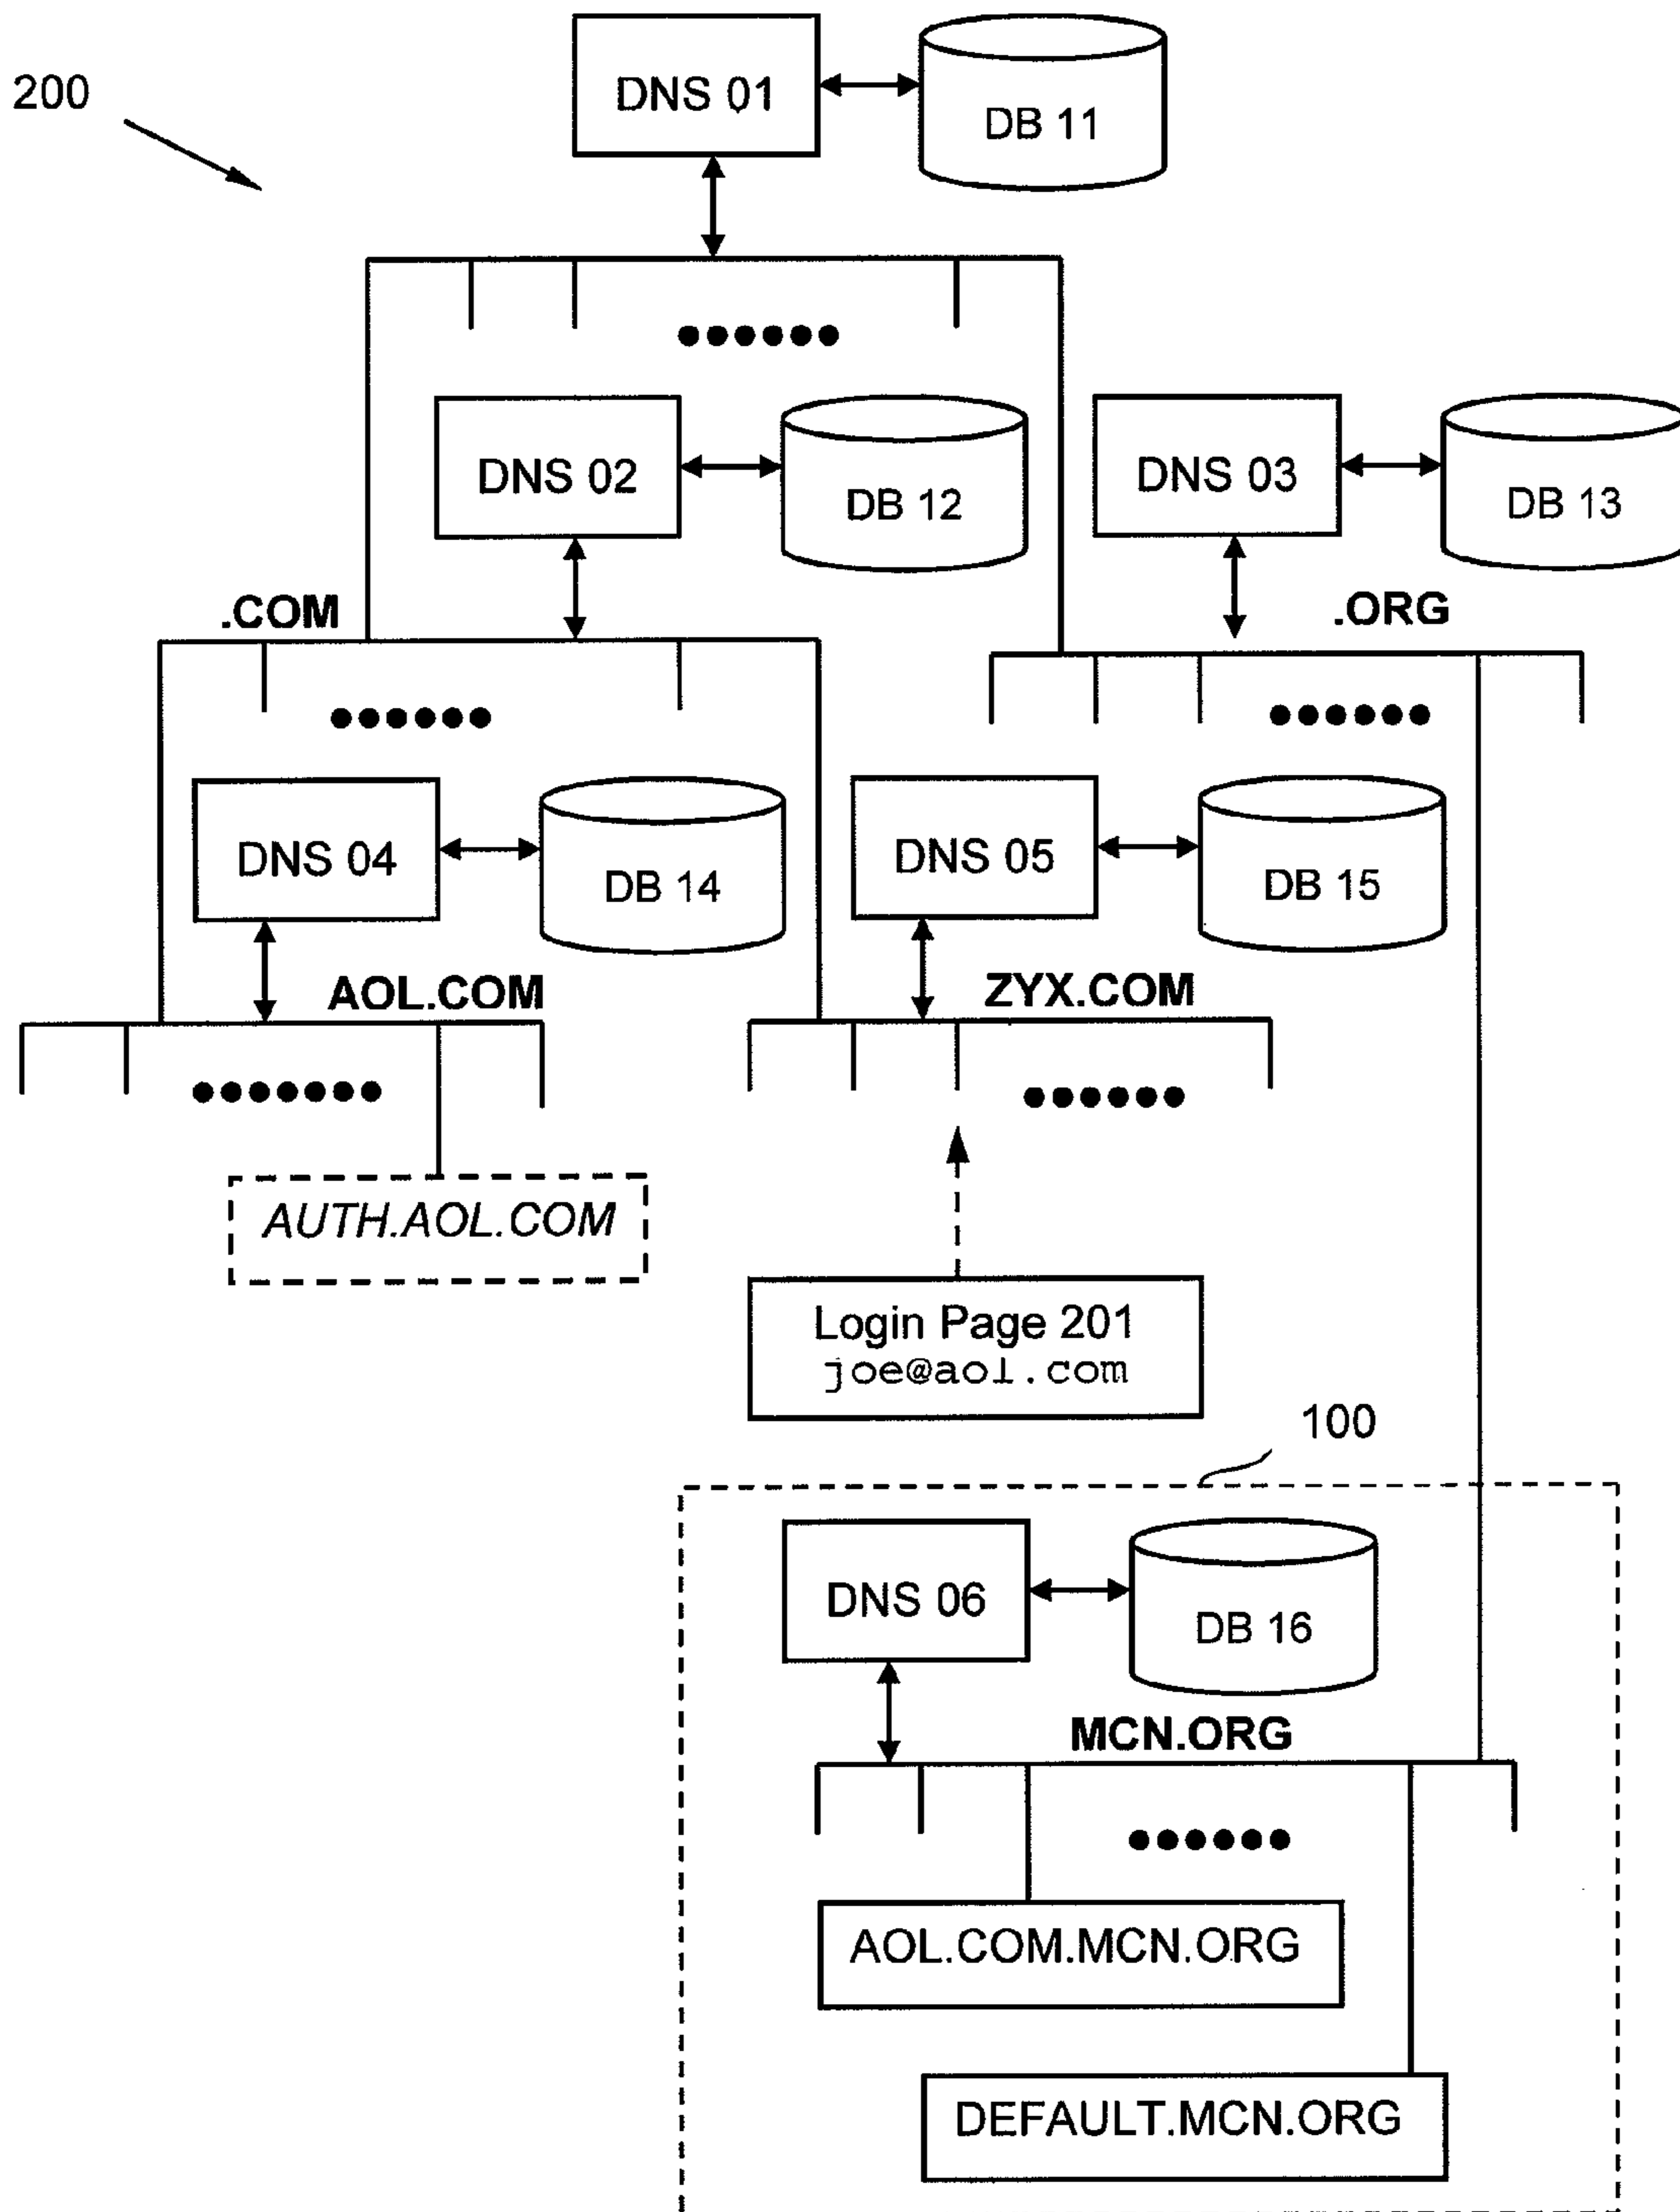 200
DNS 01
DB 11
DNS 02
DB 12
DNS 03
DB 13
.COM
.ORG
DNS 04
DB 14
DNS 05
DB 15
AOL.COM
ZYX.COM
AUTH.AOL.COM
Login Page 201
joe@aol.com
100
DNS 06
DB 16
MCN.ORG
AOL.COM.MCN.ORG
DEFAULT.MCN.ORG